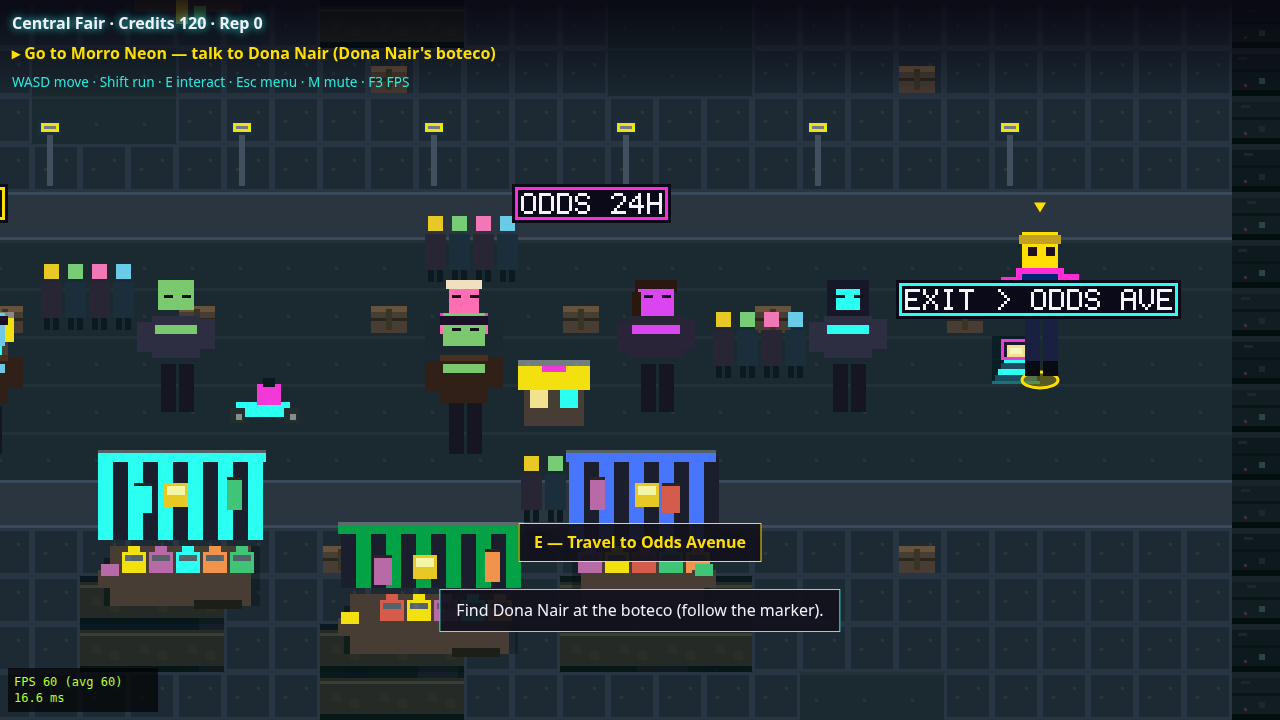 Central Fair · Credits 120 · Rep 0
▸ Go to Morro Neon — talk to Dona Nair (Dona Nair's boteco)
WASD move · Shift run · E interact · Esc menu · M mute · F3 FPS
ODDS 24H
EXIT > ODDS AVE
E — Travel to Odds Avenue
Find Dona Nair at the boteco (follow the marker).
FPS 60 (avg 60)
16.6 ms